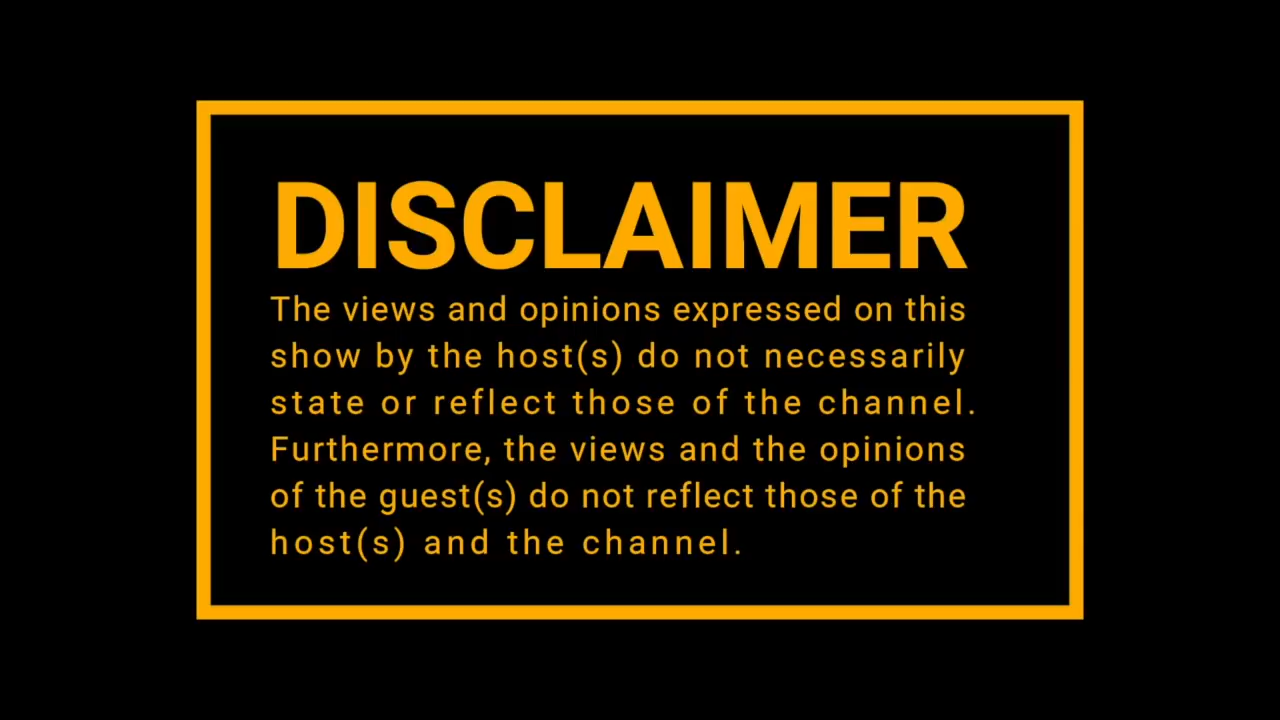 DISCLAIMER
The views and opinions expressed on this
show by the host(s) do not necessarily
state or reflect those of the channel.
Furthermore, the views and the opinions
of the guest(s) do not reflect those of the
host(s) and the channel.